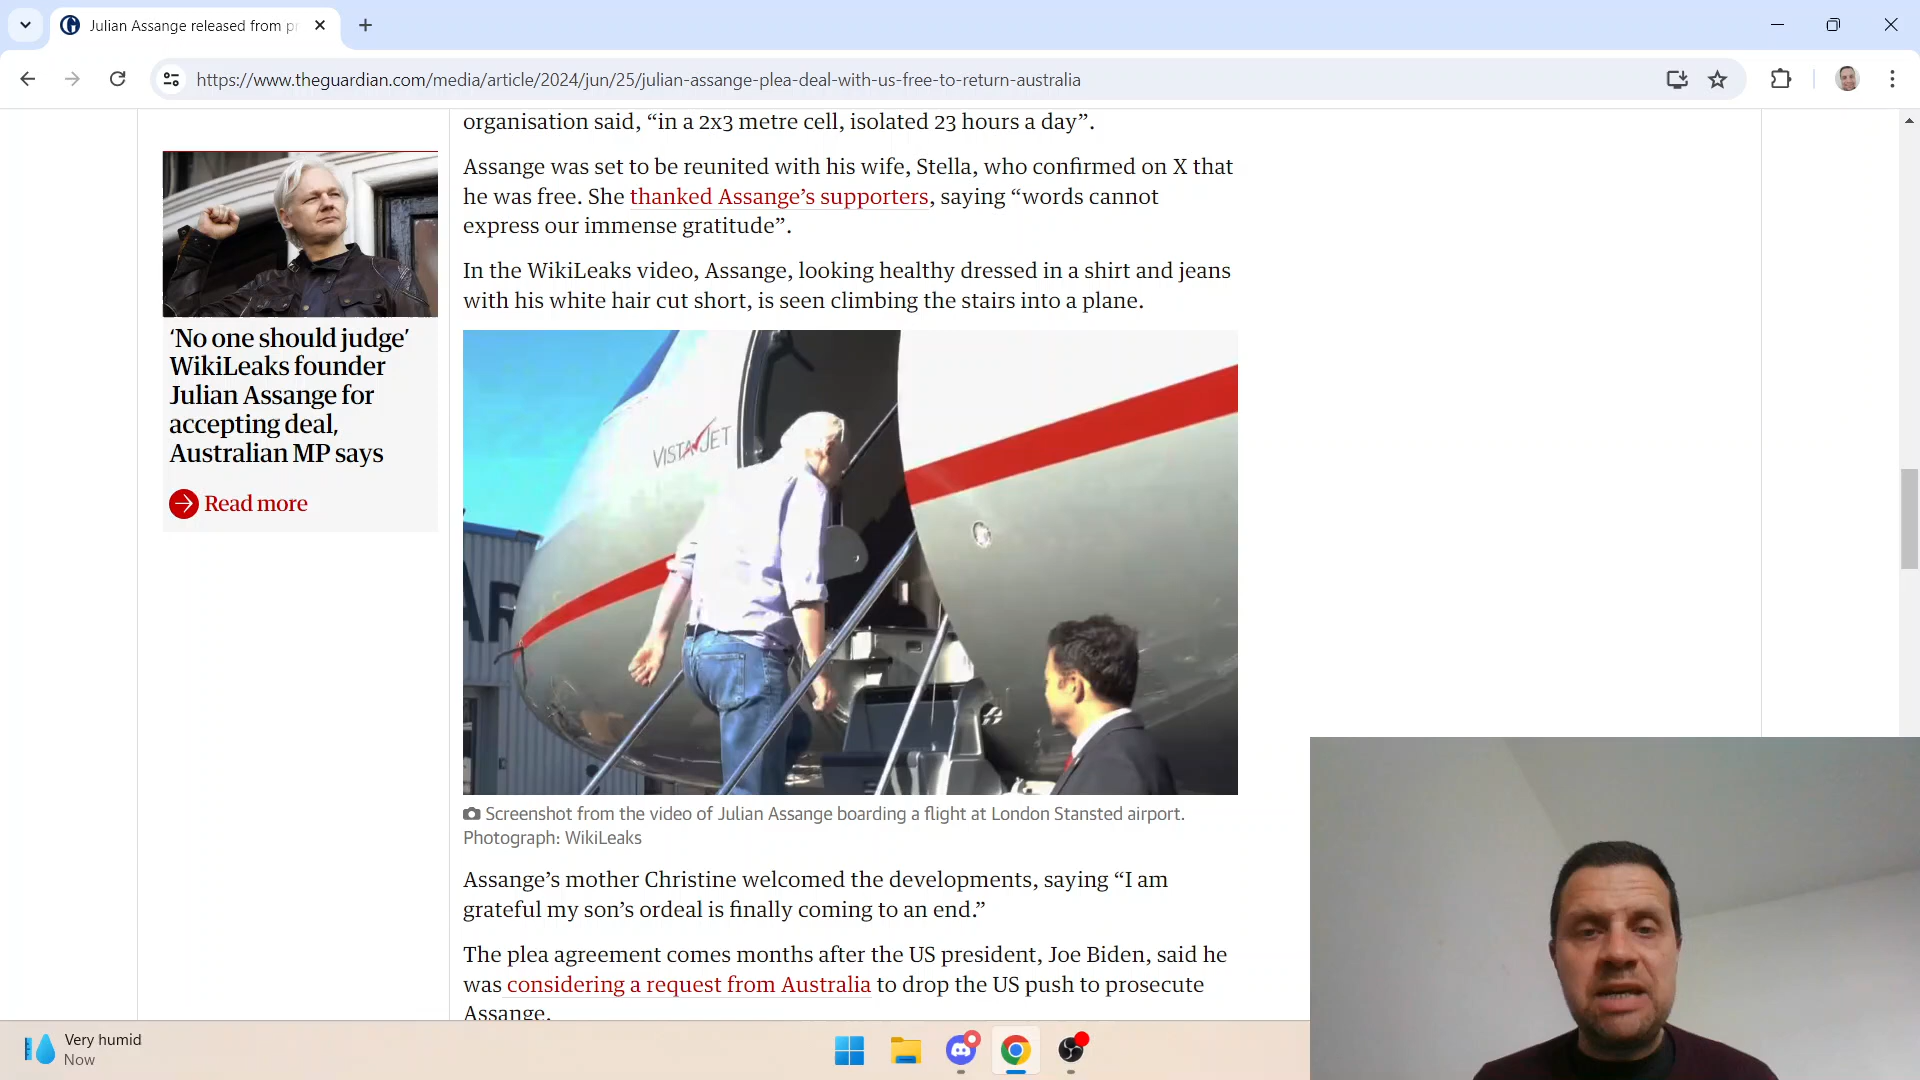 Julian Assange released from pr
https://www.theguardian.com/media/article/2024/jun/25/julian-assange-plea-deal-with-us-free-to-return-australia
organisation said, “in a 2x3 metre cell, isolated 23 hours a day”.
Assange was set to be reunited with his wife, Stella, who confirmed on X that
he was free. She thanked Assange’s supporters, saying “words cannot
express our immense gratitude”.
In the WikiLeaks video, Assange, looking healthy dressed in a shirt and jeans
with his white hair cut short, is seen climbing the stairs into a plane.
‘No one should judge’
WikiLeaks founder
Julian Assange for
accepting deal,
Australian MP says
Read more
VISTAJET
AR
Screenshot from the video of Julian Assange boarding a flight at London Stansted airport.
Photograph: WikiLeaks
Assange’s mother Christine welcomed the developments, saying “I am
grateful my son’s ordeal is finally coming to an end.”
The plea agreement comes months after the US president, Joe Biden, said he
was considering a request from Australia to drop the US push to prosecute
Assange.
Very humid
Now